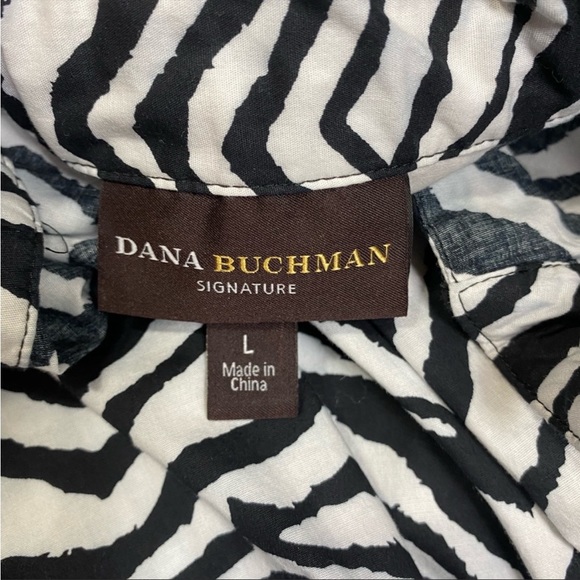 DANA BUCHMAN
SIGNATURE
L
Made in
China